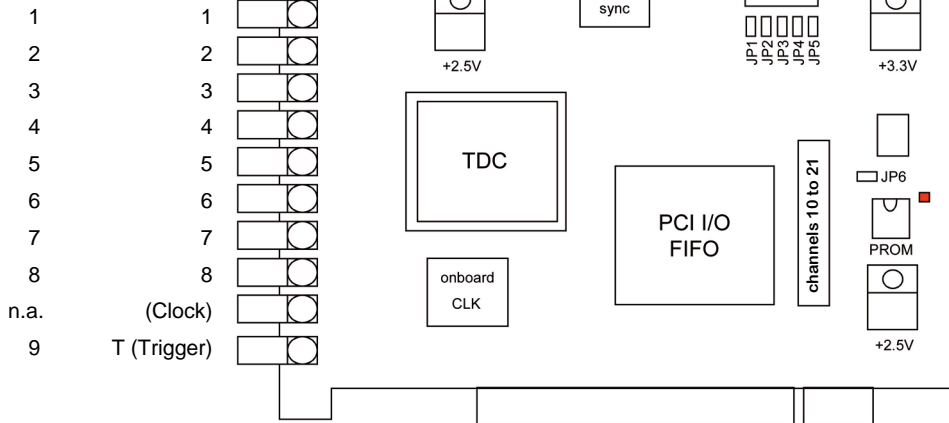 1 1
sync
JP1
JP2
JP3
JP4
JP5
2 2
+2.5V
+3.3V
3 3
4 4
5 5
TDC
channels 10 to 21
JP6
6 6
PCI I/O
FIFO
7 7
PROM
8 8
onboard
CLK
n.a. (Clock)
9 T (Trigger)
+2.5V